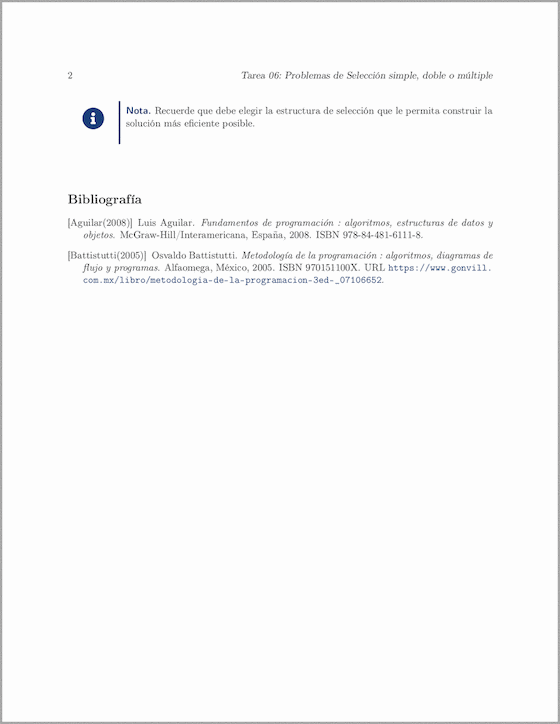 2 Tarea 06: Problemas de Selección simple, doble o múltiple
Nota. Recuerde que debe elegir la estructura de selección que le permita construir la
solución más eficiente posible.
Bibliografía
[Aguilar(2008)] Luis Aguilar. Fundamentos de programación : algoritmos, estructuras de datos y
objetos. McGraw-Hill/Interamericana, España, 2008. ISBN 978-84-481-6111-8.
[Battistutti(2005)] Osvaldo Battistutti. Metodología de la programación : algoritmos, diagramas de
flujo y programas. Alfaomega, México, 2005. ISBN 970151100X. URL https://www.gonvill.
com.mx/libro/metodologia-de-la-programacion-3ed-_07106652.